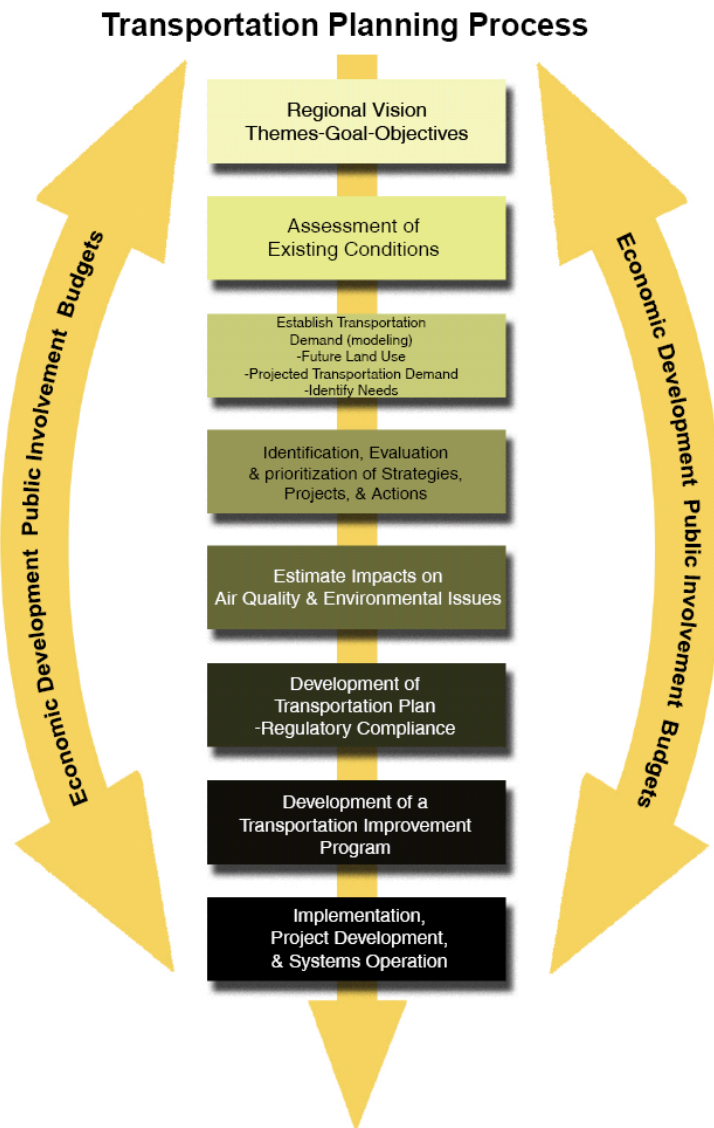 Transportation Planning Process
Regional Vision
Themes-Goal-Objectives
Assessment of
Existing Conditions
Establish Transportation
Demand (modeling)
-Future Land Use
-Projected Transportation Demand
-Identify Needs
Identification, Evaluation
& prioritization of Strategies,
Projects, & Actions
Estimate Impacts on
Air Quality & Environmental Issues
Development of
Transportation Plan
-Regulatory Compliance
Development of a
Transportation Improvement
Program
Implementation,
Project Development,
& Systems Operation
Economic Development Public Involvement Budgets
Economic Development Public Involvement Budgets